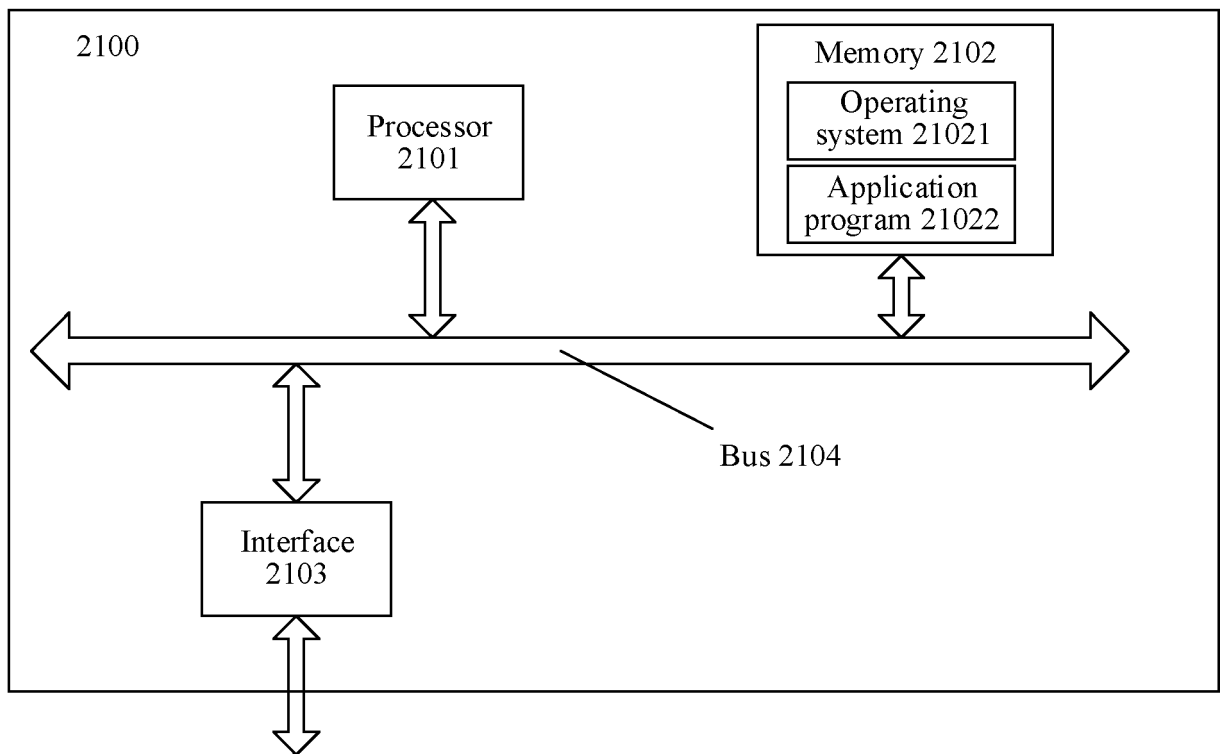 2100
Memory 2102
Operating
system 21021
Application
program 21022
Processor
2101
Bus 2104
Interface
2103